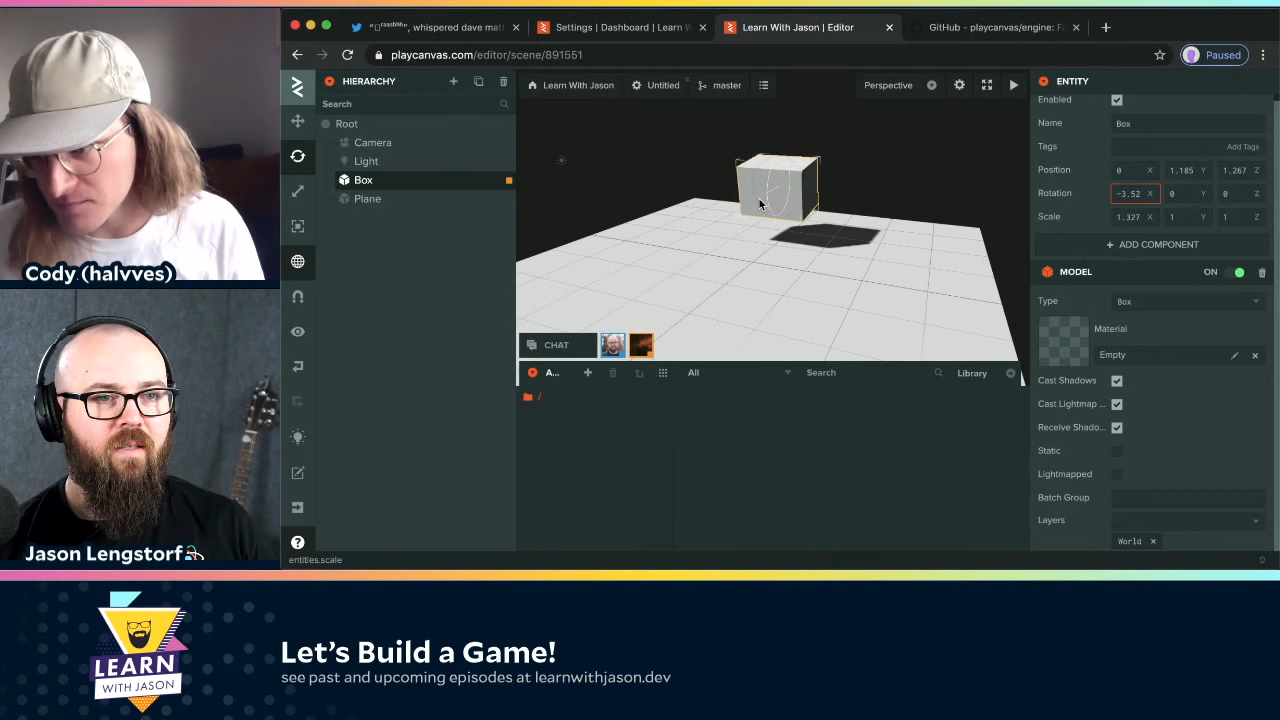 whispered dave mat
Settings | Dashboard | Learn W
Learn With Jason | Editor
GitHub - playcanvas/engine: Fa
playcanvas.com/editor/scene/891551
Paused
HIERARCHY
Search
Root
Camera
Light
Box
Plane
Learn With Jason
Untitled
master
Perspective
ENTITY
Enabled
Name
Box
Tags
Add Tags
Position
0 X 1.185 Y 1.267 Z
Rotation
-3.52 X 0 Y 0 Z
Scale
1.327 X 1 Y 1 Z
+ ADD COMPONENT
MODEL
ON
Type
Box
Material
Empty
Cast Shadows
Cast Lightmap ...
Receive Shado...
Static
Lightmapped
Batch Group
Layers
World
CHAT
A...
All
Search
Library
/
entities.scale
0
Cody (halvves)
Jason Lengstorf
LEARN
WITH JASON
Let's Build a Game!
see past and upcoming episodes at learnwithjason.dev